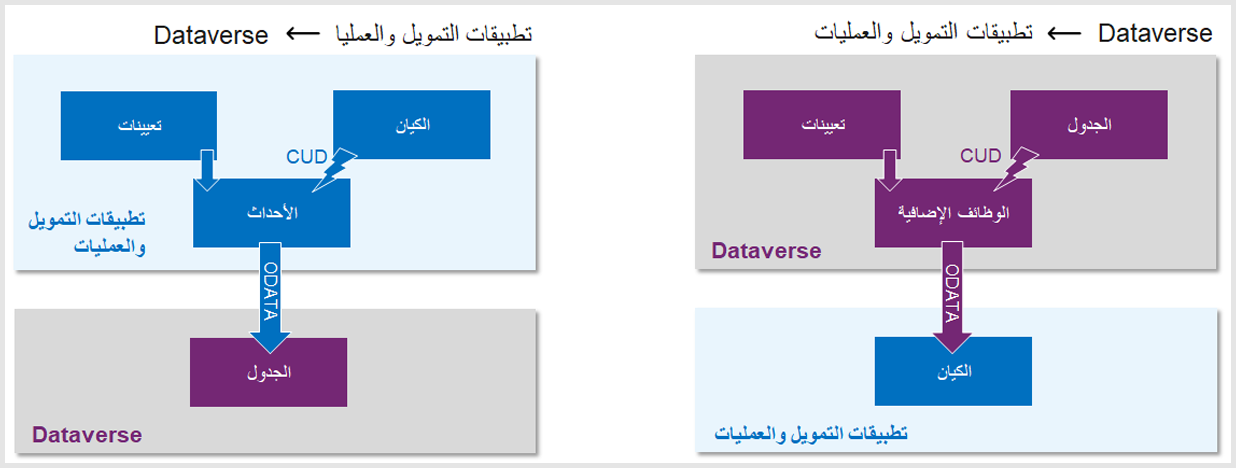 Dataverse ← تطبيقات التمويل والعمليات
الجدول
تعيينات
CUD
الوظائف الإضافية
Dataverse
ODATA
الكيان
تطبيقات التمويل والعمليات
تطبيقات التمويل والعمليا ← Dataverse
الكيان
تعيينات
CUD
الأحداث
تطبيقات التمويل
والعمليات
ODATA
الجدول
Dataverse